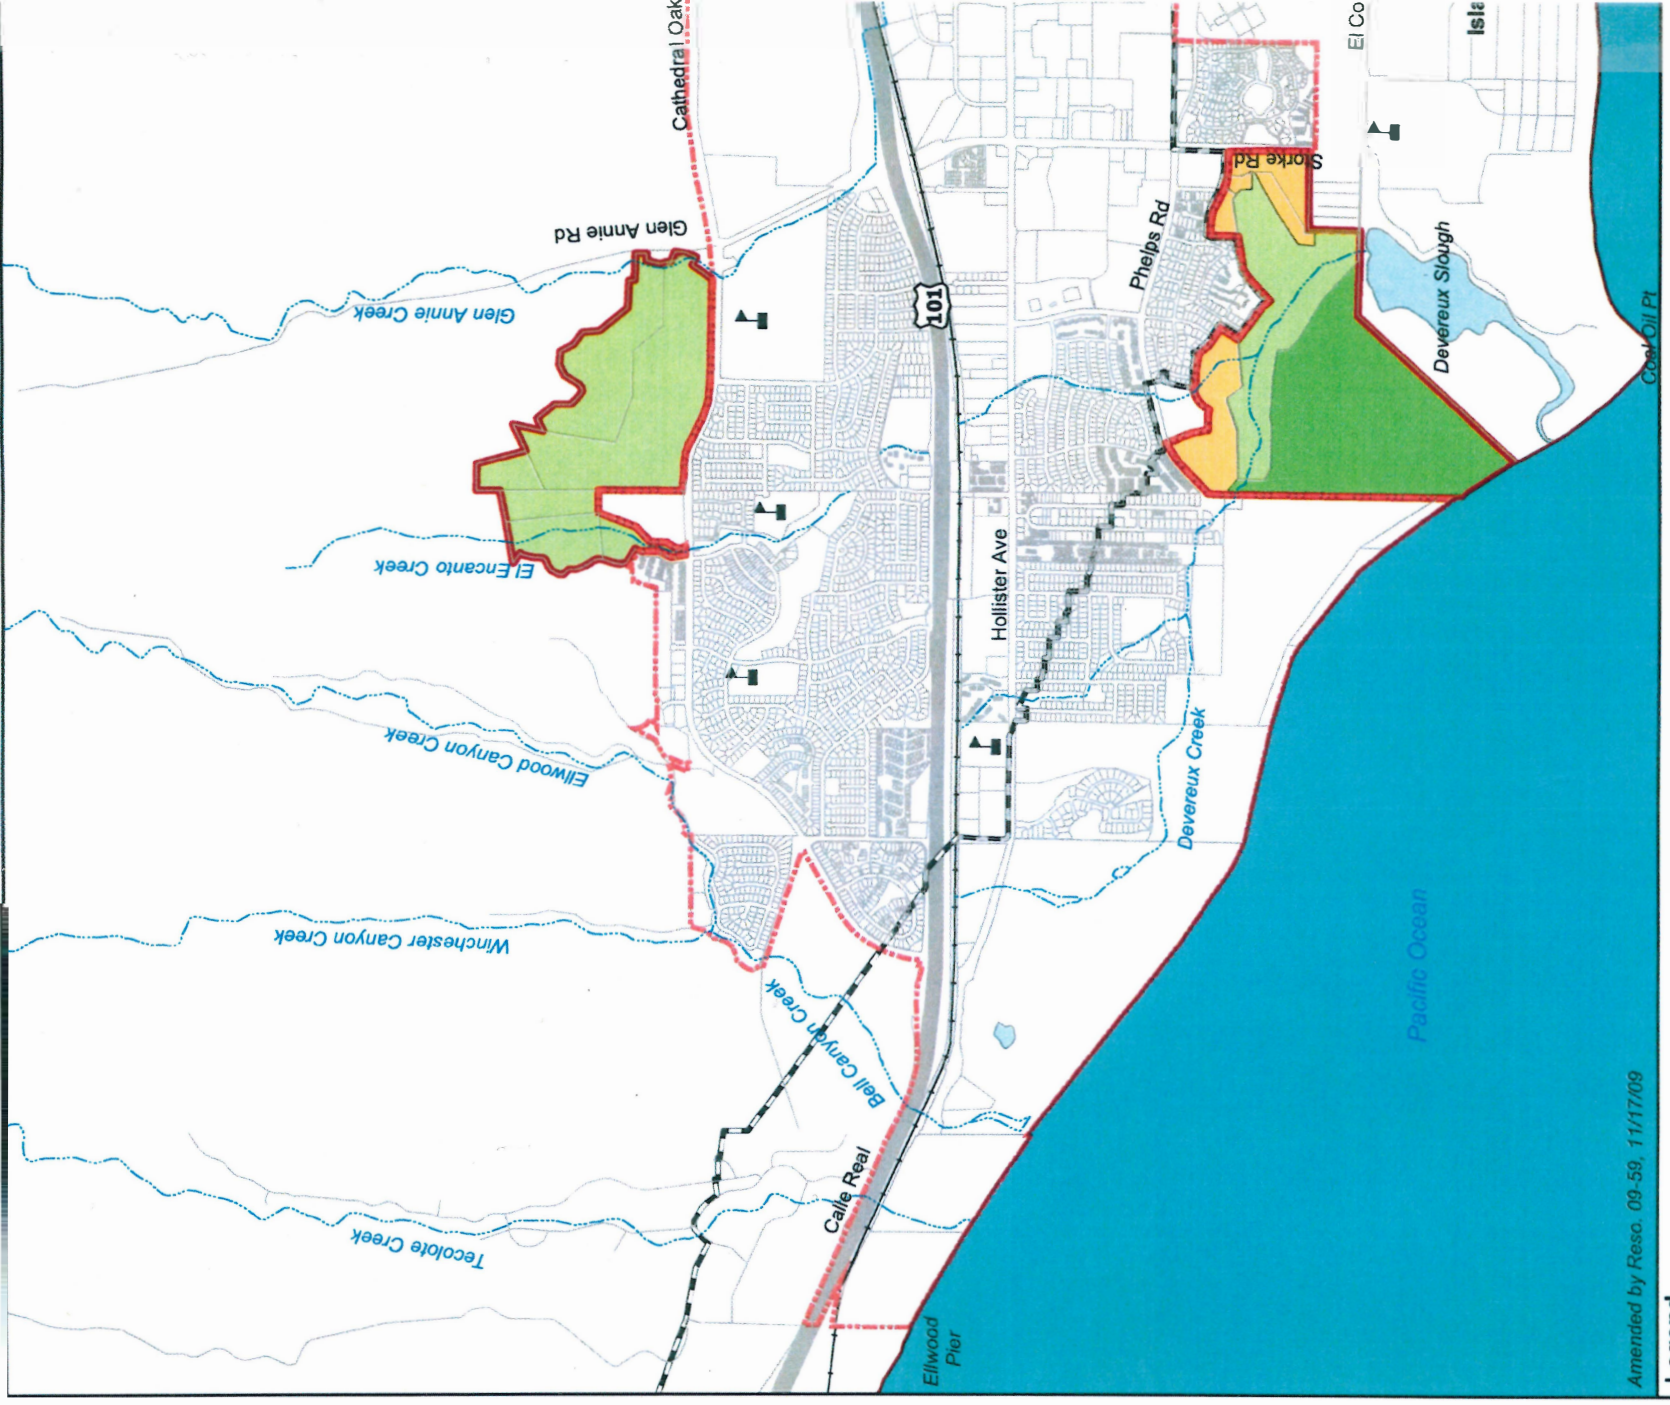 Cathedral Oak
Glen Annie Rd
Glen Annie Creek
El Encanto Creek
Ellwood Canyon Creek
Winchester Canyon Creek
Bell Canyon Creek
Tecolote Creek
Calle Real
101
Hollister Ave
Phelps Rd
Storke Rd
El Co
Isla
Devereux Slough
Coal Oil Pt
Devereux Creek
Pacific Ocean
Ellwood
Pier
Amended by Reso. 09-59, 11/17/09